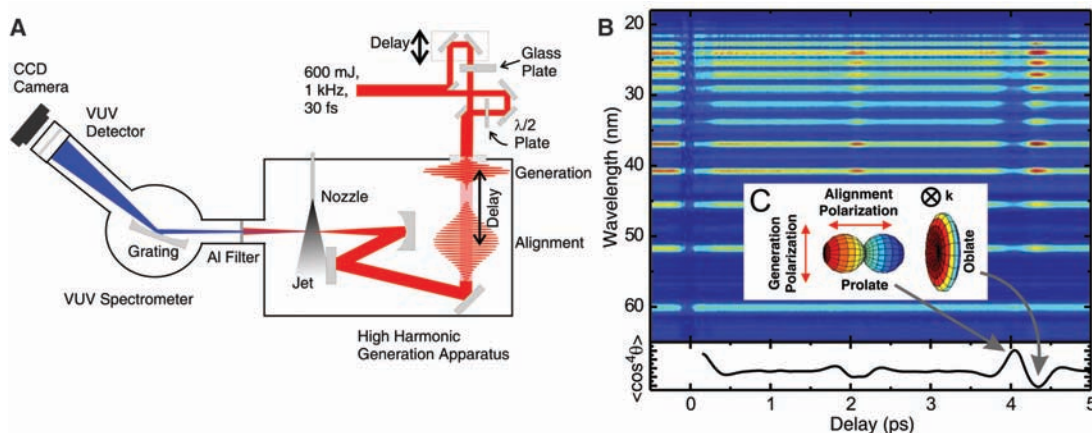 A
CCD
Camera
VUV
Detector
Grating
VUV Spectrometer
Al Filter
Nozzle
Jet
600 mJ,
1 kHz,
30 fs
Delay
Glass
Plate
λ/2
Plate
Generation
Delay
Alignment
High Harmonic
Generation Apparatus
B
20
30
40
50
60
Wavelength (nm)
C
Alignment
Polarization
Generation
Polarization
Prolate
k
Oblate
<cos⁴θ>
0
1
2
3
4
5
Delay (ps)